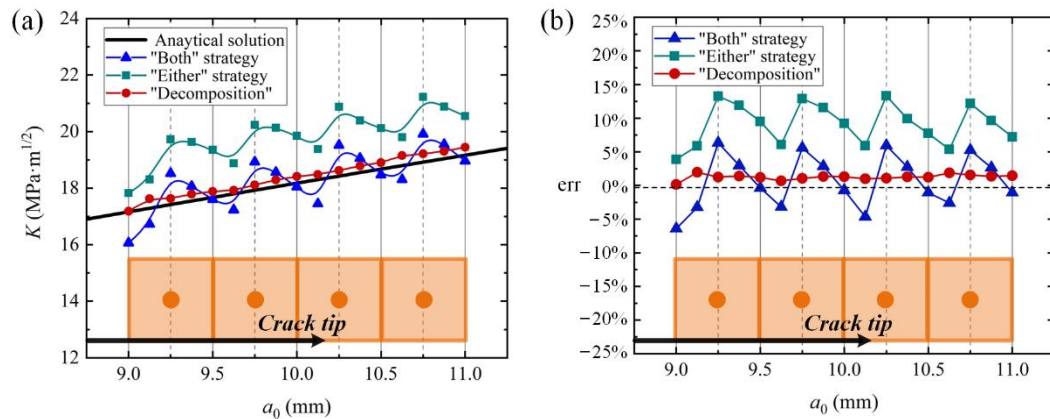 (a)
24
22
20
18
16
14
12
K (MPa·m1/2)
Anaytical solution
"Both" strategy
"Either" strategy
"Decomposition"
Crack tip
9.0 9.5 10.0 10.5 11.0
a0 (mm)
(b)
25%
20%
15%
10%
5%
0%
−5%
−10%
−15%
−20%
−25%
err
"Both" strategy
"Either" strategy
"Decomposition"
Crack tip
9.0 9.5 10.0 10.5 11.0
a0 (mm)